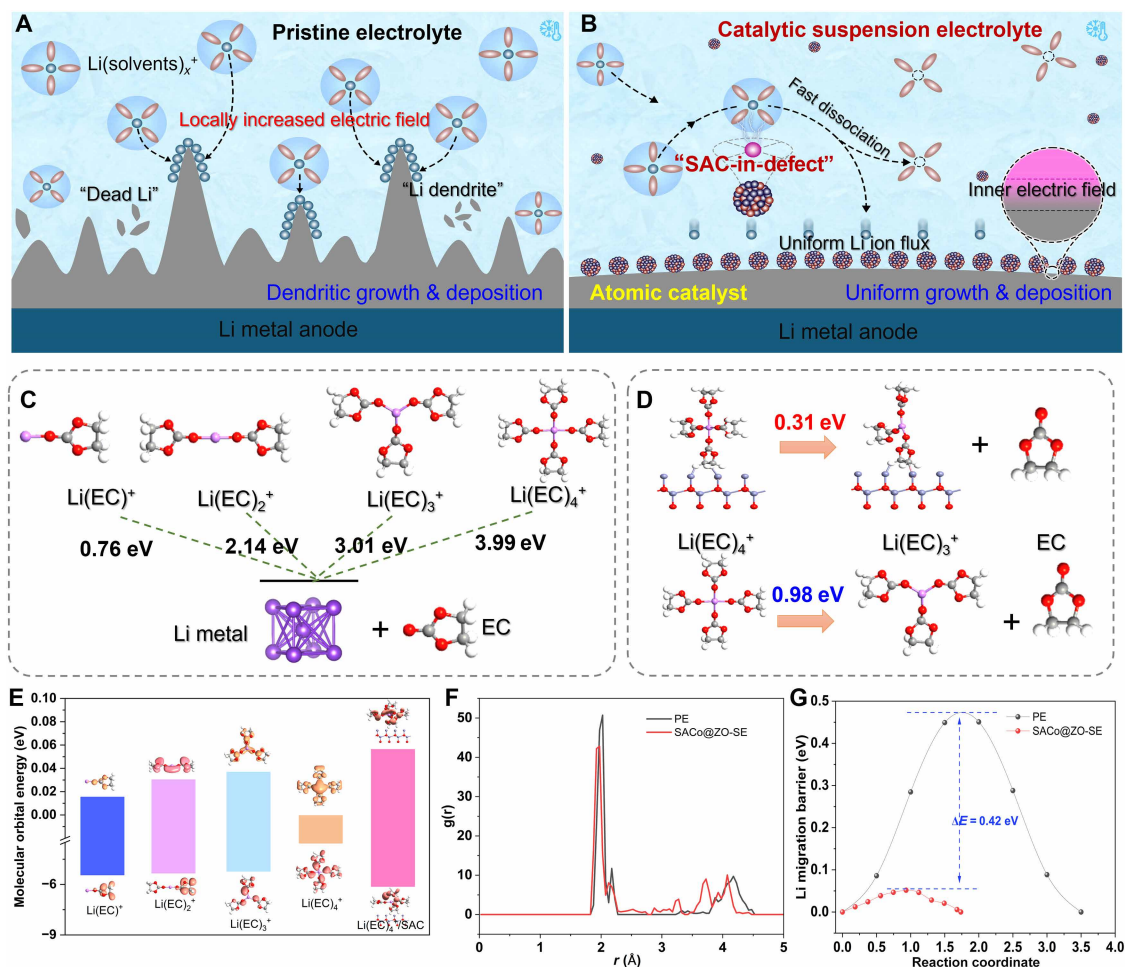 A
Pristine electrolyte
Li(solvents)ₓ⁺
Locally increased electric field
"Dead Li"
"Li dendrite"
Dendritic growth & deposition
Li metal anode
B
Catalytic suspension electrolyte
Fast dissociation
"SAC-in-defect"
Inner electric field
Uniform Li ion flux
Atomic catalyst
Uniform growth & deposition
Li metal anode
C
Li(EC)⁺
Li(EC)₂⁺
Li(EC)₃⁺
Li(EC)₄⁺
0.76 eV
2.14 eV
3.01 eV
3.99 eV
Li metal
+
EC
D
0.31 eV
+
Li(EC)₄⁺
Li(EC)₃⁺
EC
0.98 eV
+
E
Molecular orbital energy (eV)
0.10
0.08
0.06
0.04
0.02
0.00
−6
−9
Li(EC)⁺
Li(EC)₂⁺
Li(EC)₃⁺
Li(EC)₄⁺
Li(EC)₄⁺/SAC
F
PE
SACo@ZO-SE
g(r)
50
40
30
20
10
0
0 1 2 3 4 5
r (Å)
G
PE
SACo@ZO-SE
Li migration barrier (eV)
0.5
0.4
0.3
0.2
0.1
0.0
ΔE = 0.42 eV
0.0 0.5 1.0 1.5 2.0 2.5 3.0 3.5 4.0
Reaction coordinate